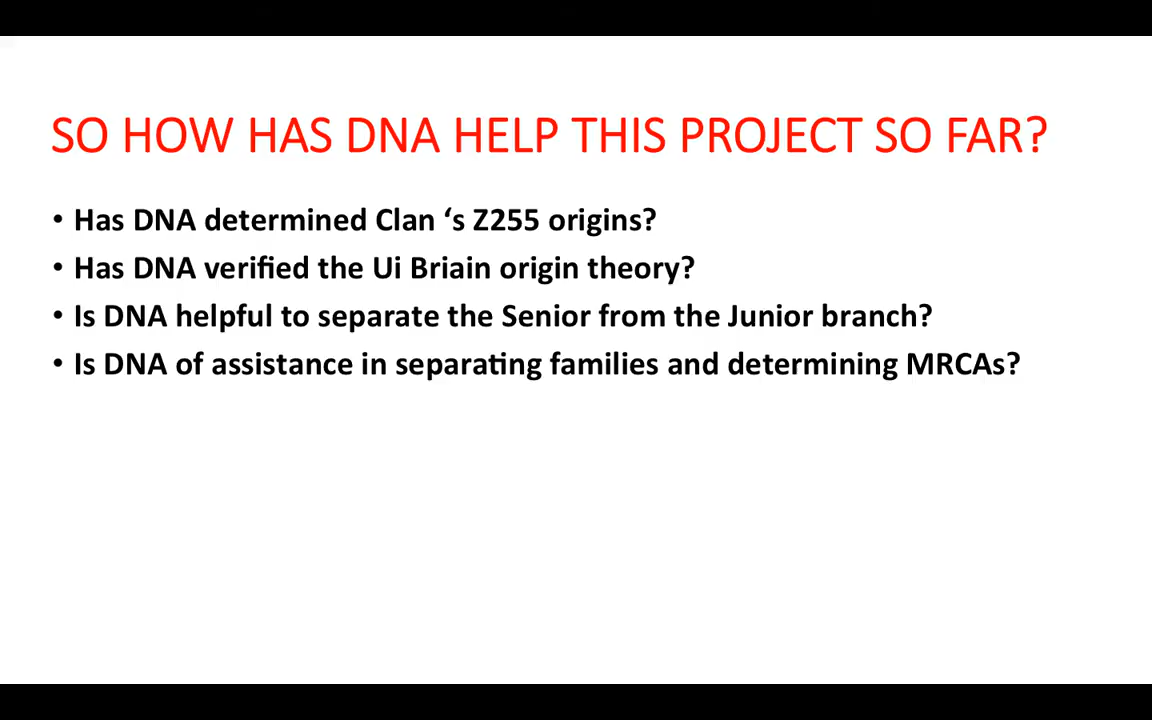 SO HOW HAS DNA HELP THIS PROJECT SO FAR?
• Has DNA determined Clan ‘s Z255 origins?
• Has DNA verified the Ui Briain origin theory?
• Is DNA helpful to separate the Senior from the Junior branch?
• Is DNA of assistance in separating families and determining MRCAs?